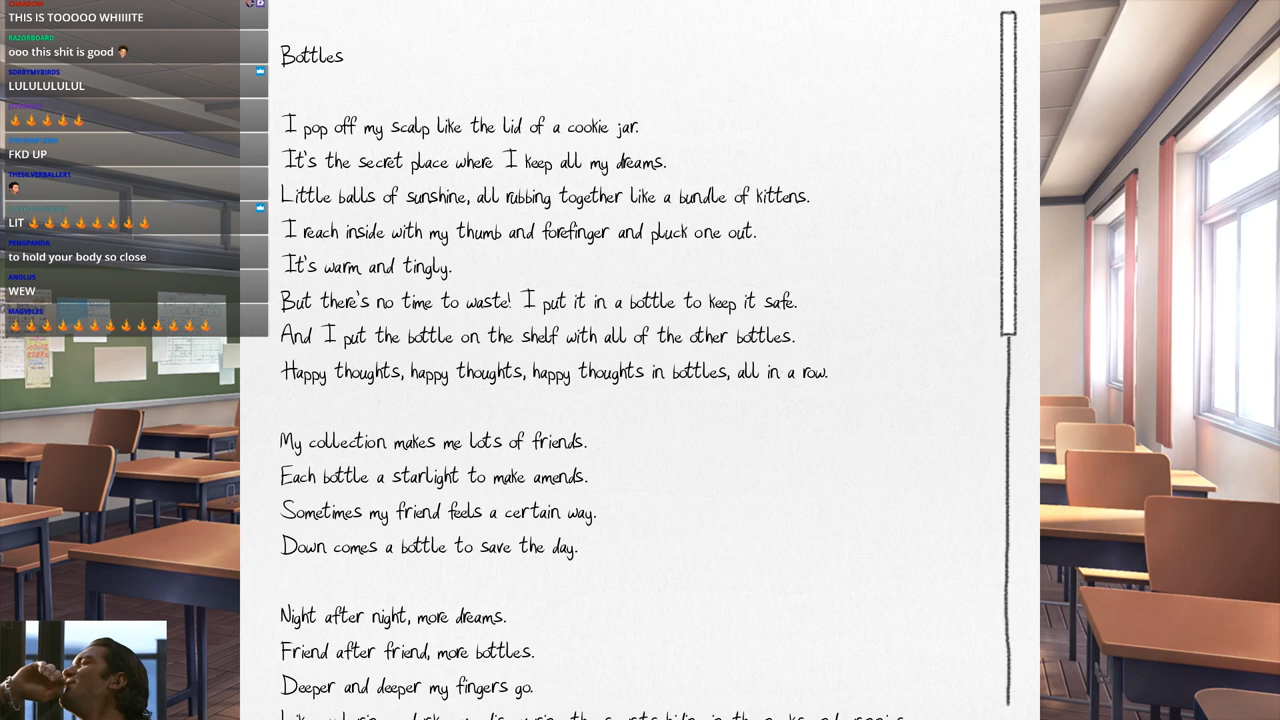 CHAADOW
THIS IS TOOOOO WHIIIITE
RAZORBOARD
ooo this shit is good
SORRYMYBIRDS
LULULULULUL
FKD UP
THESILVERBALLER1
LIT
PENGPANDA
to hold your body so close
ANOLUS
WEW
MAGVELES
Bottles
I pop off my scalp like the lid of a cookie jar.
It's the secret place where I keep all my dreams.
Little balls of sunshine, all rubbing together like a bundle of kittens.
I reach inside with my thumb and forefinger and pluck one out.
It's warm and tingly.
But there's no time to waste! I put it in a bottle to keep it safe.
And I put the bottle on the shelf with all of the other bottles.
Happy thoughts, happy thoughts, happy thoughts in bottles, all in a row.
My collection makes me lots of friends.
Each bottle a starlight to make amends.
Sometimes my friend feels a certain way.
Down comes a bottle to save the day.
Night after night, more dreams.
Friend after friend, more bottles.
Deeper and deeper my fingers go.